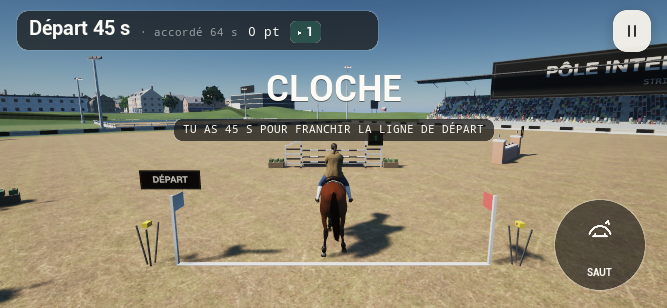 Départ 45 s · accordé 64 s 0 pt ▸ 1
PÔLE INTER
CLOCHE
TU AS 45 S POUR FRANCHIR LA LIGNE DE DÉPART
DÉPART
SAUT